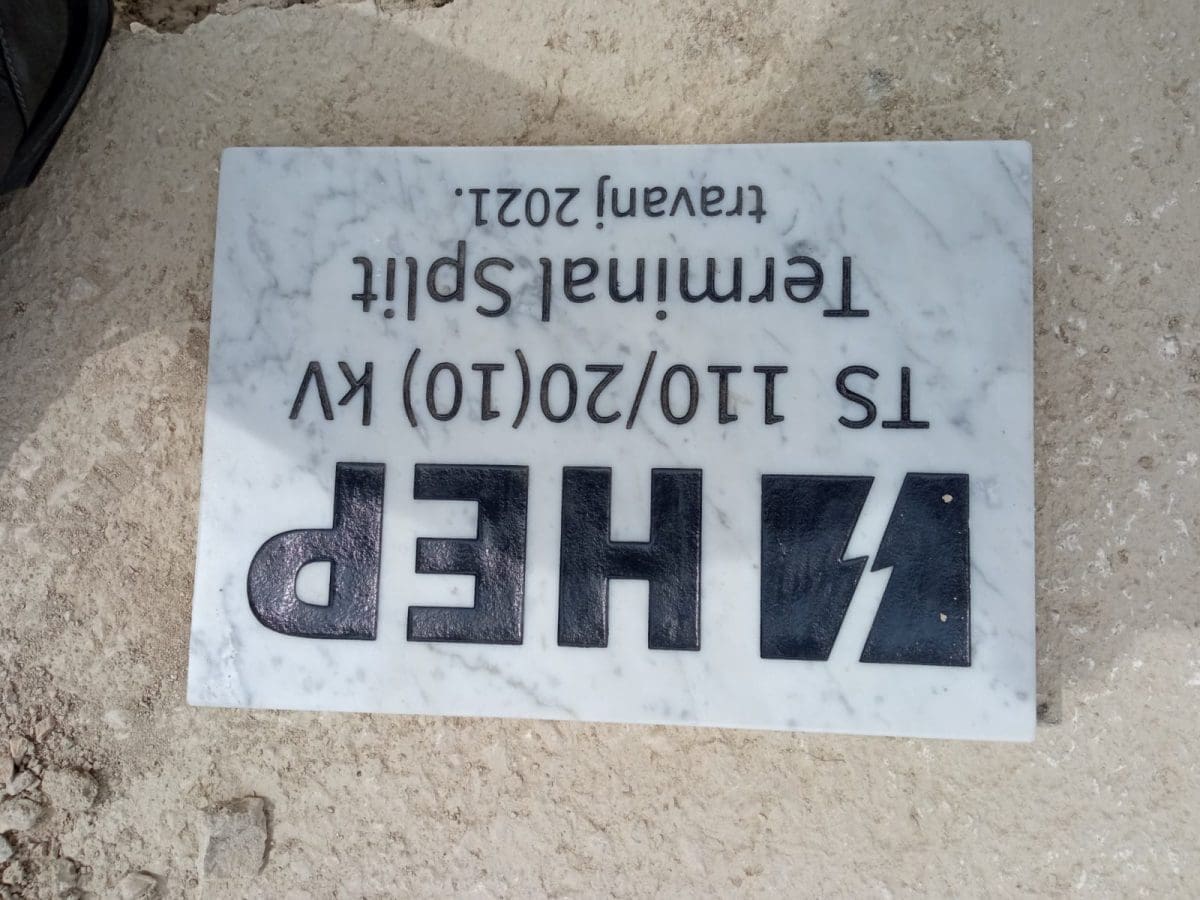 HEP
TS 110/20(10) kV
Terminal Split
travanj 2021.